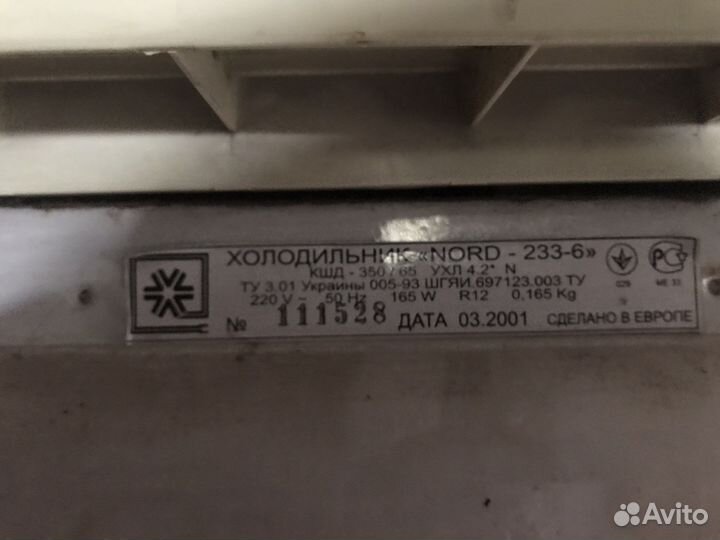 ХОЛОДИЛЬНИК «NORD - 233-6»
КШД - 350 / 65 УХЛ 4.2* N
ТУ 3.01 Украины 005-93 ШГЯИ.697123.003 ТУ
220 V ~ 50 Hz 165 W R12 0,165 Kg
№ 111528 ДАТА 03.2001 СДЕЛАНО В ЕВРОПЕ
Avito